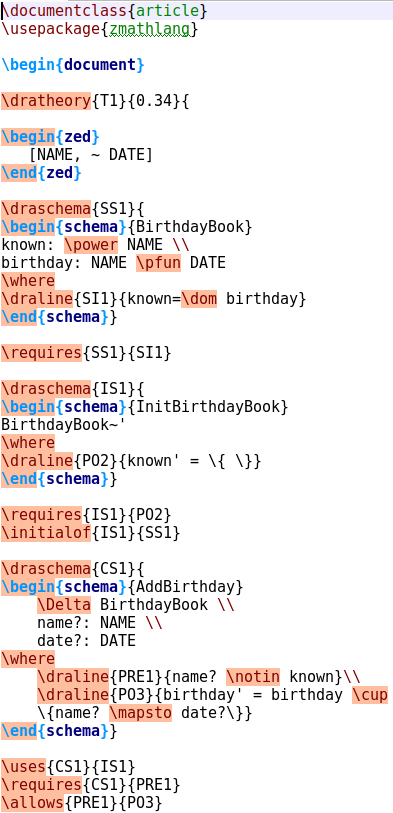 \documentclass{article}
\usepackage{zmathlang}
\begin{document}
\dratheory{T1}{0.34}{
\begin{zed}
[NAME, ~ DATE]
\end{zed}
\draschema{SS1}{
\begin{schema}{BirthdayBook}
known: \power NAME \\
birthday: NAME \pfun DATE
\where
\draline{SI1}{known=\dom birthday}
\end{schema}}
\requires{SS1}{SI1}
\draschema{IS1}{
\begin{schema}{InitBirthdayBook}
BirthdayBook~'
\where
\draline{PO2}{known' = \{ \}}
\end{schema}}
\requires{IS1}{PO2}
\initialof{IS1}{SS1}
\draschema{CS1}{
\begin{schema}{AddBirthday}
\Delta BirthdayBook \\
name?: NAME \\
date?: DATE
\where
\draline{PRE1}{name? \notin known}\\
\draline{PO3}{birthday' = birthday \cup
\{name? \mapsto date?\}}
\end{schema}}
\uses{CS1}{IS1}
\requires{CS1}{PRE1}
\allows{PRE1}{PO3}